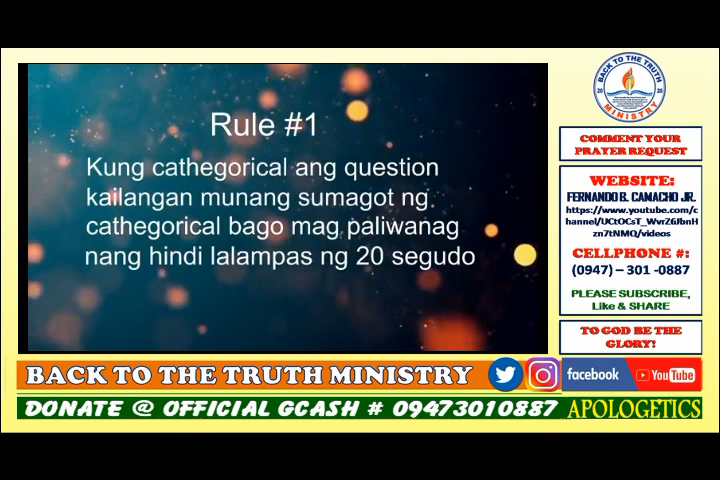 Rule #1
Kung cathegorical ang question
kailangan munang sumagot ng
cathegorical bago mag paliwanag
nang hindi lalampas ng 20 segudo
BACK TO THE TRUTH
20 20
MINISTRY
COMMENT YOUR
PRAYER REQUEST
WEBSITE:
FERNANDO B. CAMACHO JR.
https://www.youtube.com/c
hannel/UCtOCsT_WvrZ6JbnH
zn7tNMQ/videos
CELLPHONE #:
(0947) – 301 -0887
PLEASE SUBSCRIBE,
Like & SHARE
TO GOD BE THE
GLORY!
BACK TO THE TRUTH MINISTRY
facebook
YouTube
DONATE @ OFFICIAL GCASH # 09473010887
APOLOGETICS